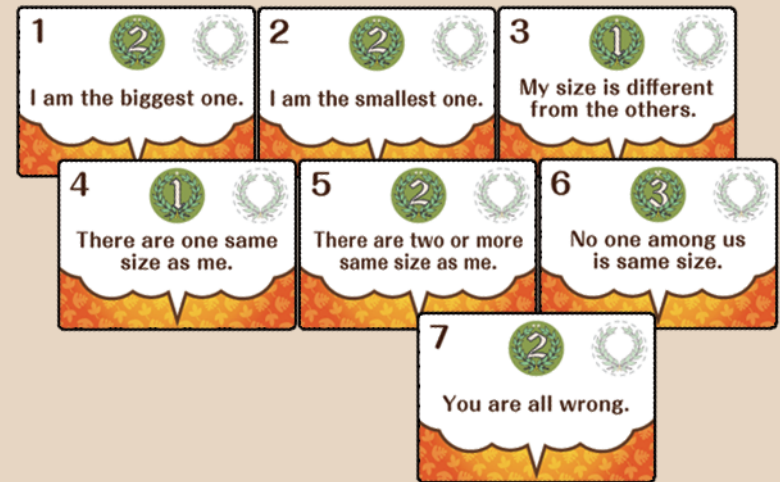 1 2
I am the biggest one.
2 2
I am the smallest one.
3 1
My size is different
from the others.
4 1
There are one same
size as me.
5 2
There are two or more
same size as me.
6 3
No one among us
is same size.
7 2
You are all wrong.